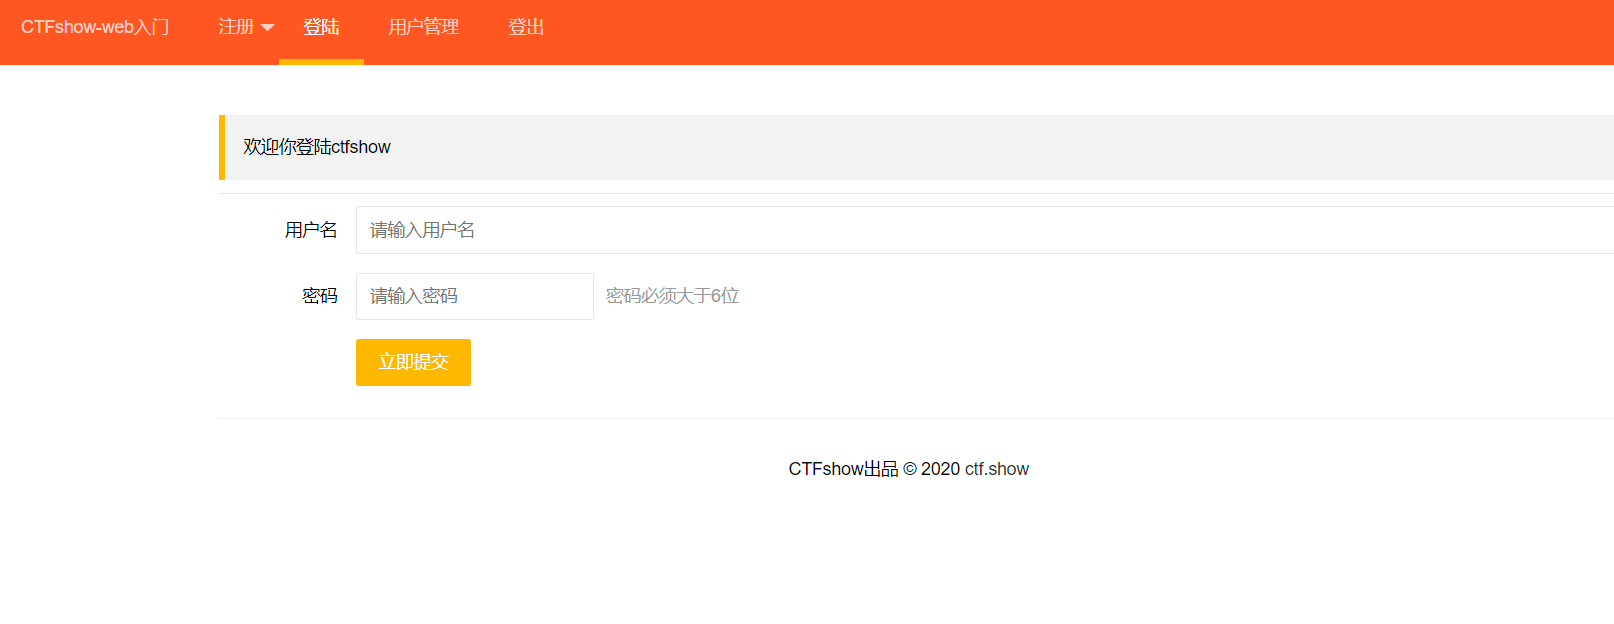 CTFshow-web入门 注册 登陆 用户管理 登出
欢迎你登陆ctfshow
用户名 请输入用户名
密码 请输入密码 密码必须大于6位
立即提交
CTFshow出品 © 2020 ctf.show